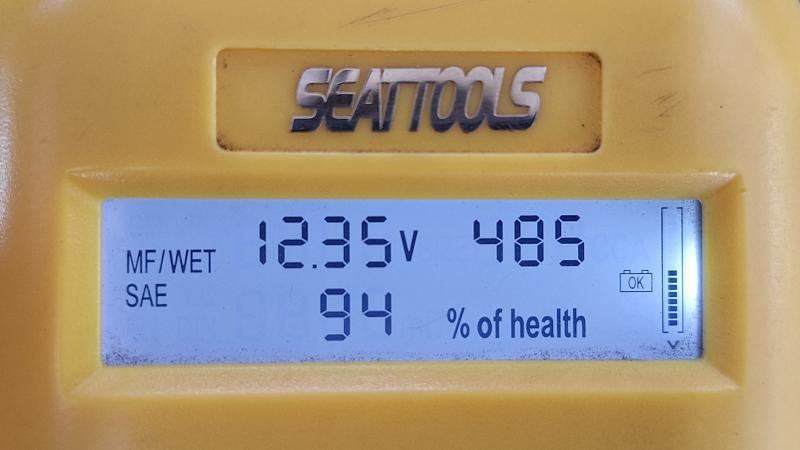 SEATTOOLS
MF/WET 12.35V 485
SAE
94 % of health
OK
V